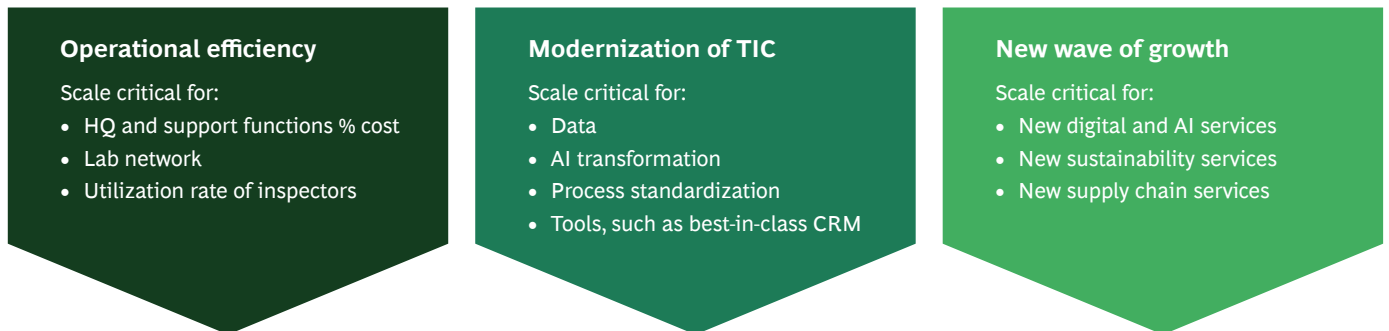 Operational efficiency
Scale critical for:
• HQ and support functions % cost
• Lab network
• Utilization rate of inspectors
Modernization of TIC
Scale critical for:
• Data
• AI transformation
• Process standardization
• Tools, such as best-in-class CRM
New wave of growth
Scale critical for:
• New digital and AI services
• New sustainability services
• New supply chain services